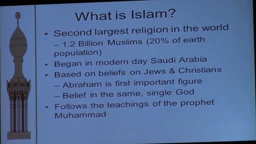 What is Islam?
• Second largest religion in the world
– 1.2 Billion Muslims (20% of earth
population)
• Began in modern day Saudi Arabia
• Based on beliefs on Jews & Christians
– Abraham is first important figure
– Belief in the same, single God
• Follows the teachings of the prophet
Muhammad